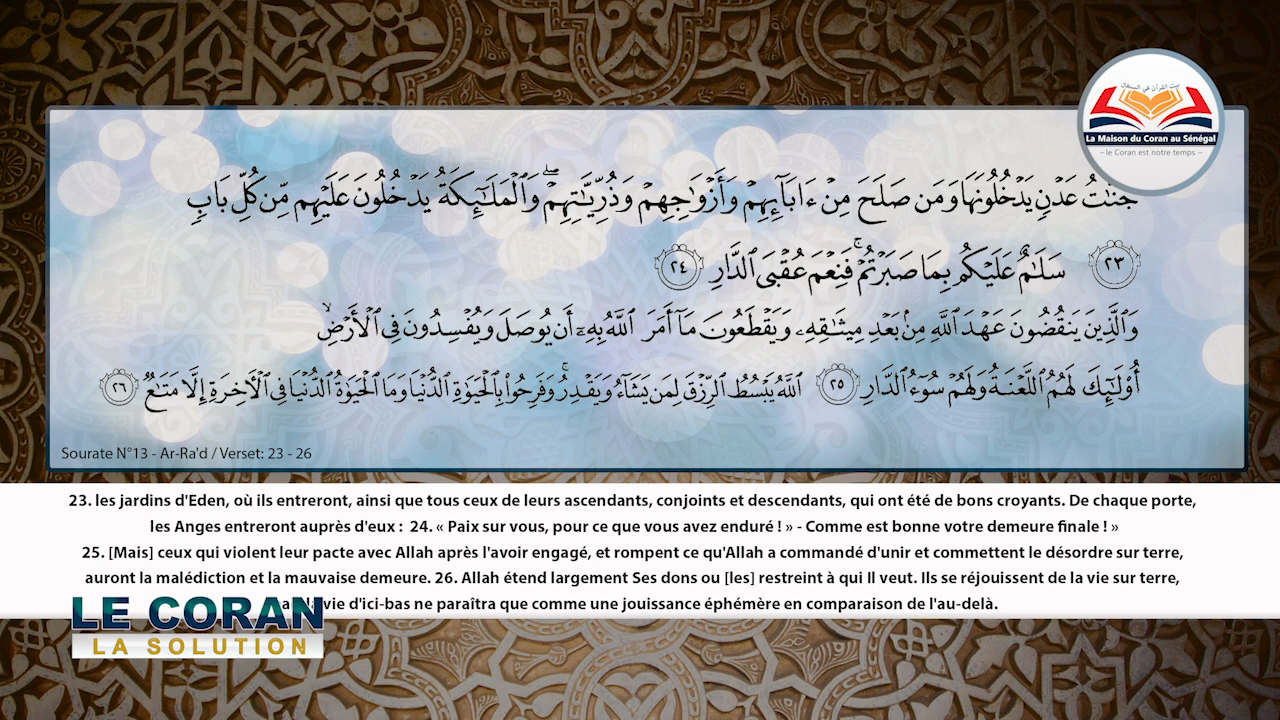 بيت القرآن في السنغال
La Maison du Coran au Sénégal
– le Coran est notre temps –
جَنَّٰتُ عَدْنٍ يَدْخُلُونَهَا وَمَن صَلَحَ مِنْ ءَابَآئِهِمْ وَأَزْوَٰجِهِمْ وَذُرِّيَّٰتِهِمْ ۖ وَٱلْمَلَٰٓئِكَةُ يَدْخُلُونَ عَلَيْهِم مِّن كُلِّ بَابٍ
٢٣ سَلَٰمٌ عَلَيْكُم بِمَا صَبَرْتُمْ ۚ فَنِعْمَ عُقْبَى ٱلدَّارِ ٢٤
وَٱلَّذِينَ يَنقُضُونَ عَهْدَ ٱللَّهِ مِنۢ بَعْدِ مِيثَٰقِهِۦ وَيَقْطَعُونَ مَآ أَمَرَ ٱللَّهُ بِهِۦٓ أَن يُوصَلَ وَيُفْسِدُونَ فِى ٱلْأَرْضِ ۙ
أُو۟لَٰٓئِكَ لَهُمُ ٱللَّعْنَةُ وَلَهُمْ سُوٓءُ ٱلدَّارِ ٢٥ ٱللَّهُ يَبْسُطُ ٱلرِّزْقَ لِمَن يَشَآءُ وَيَقْدِرُ ۚ وَفَرِحُوا۟ بِٱلْحَيَوٰةِ ٱلدُّنْيَا وَمَا ٱلْحَيَوٰةُ ٱلدُّنْيَا فِى ٱلْءَاخِرَةِ إِلَّا مَتَٰعٌ ٢٦
Sourate N°13 - Ar-Ra'd / Verset: 23 - 26
23. les jardins d'Eden, où ils entreront, ainsi que tous ceux de leurs ascendants, conjoints et descendants, qui ont été de bons croyants. De chaque porte,
les Anges entreront auprès d'eux : 24. « Paix sur vous, pour ce que vous avez enduré ! » - Comme est bonne votre demeure finale ! »
25. [Mais] ceux qui violent leur pacte avec Allah après l'avoir engagé, et rompent ce qu'Allah a commandé d'unir et commettent le désordre sur terre,
auront la malédiction et la mauvaise demeure. 26. Allah étend largement Ses dons ou [les] restreint à qui Il veut. Ils se réjouissent de la vie sur terre,
vie d'ici-bas ne paraîtra que comme une jouissance éphémère en comparaison de l'au-delà.
LE CORAN
LA SOLUTION